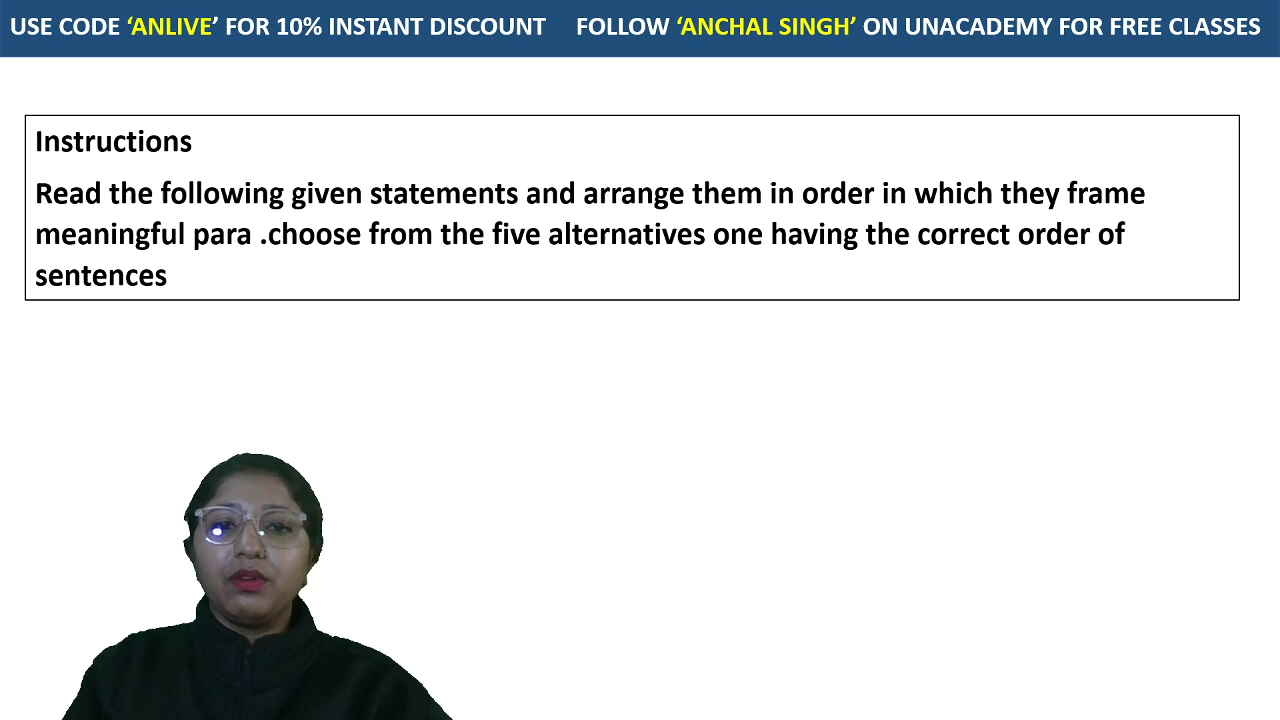 USE CODE ‘ANLIVE’ FOR 10% INSTANT DISCOUNT FOLLOW ‘ANCHAL SINGH’ ON UNACADEMY FOR FREE CLASSES
Instructions
Read the following given statements and arrange them in order in which they frame
meaningful para .choose from the five alternatives one having the correct order of
sentences